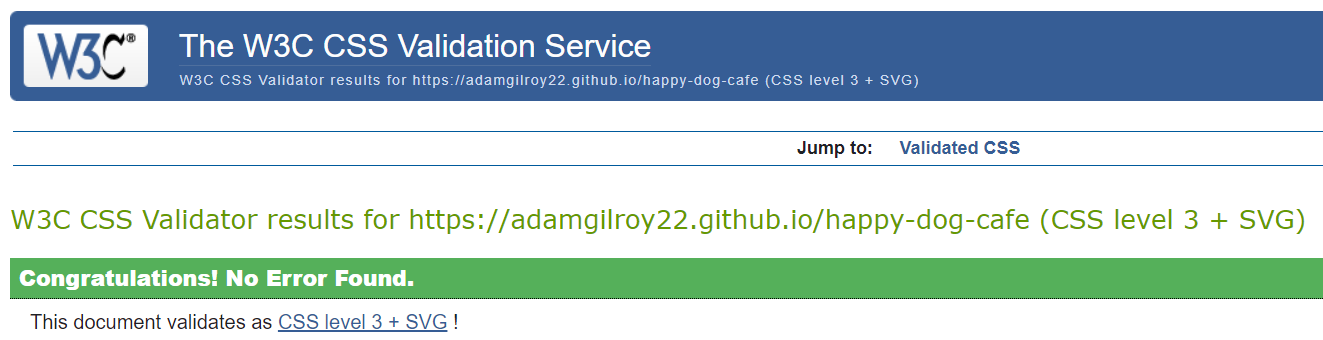 W3C®
The W3C CSS Validation Service
W3C CSS Validator results for https://adamgilroy22.github.io/happy-dog-cafe (CSS level 3 + SVG)
Jump to: Validated CSS
W3C CSS Validator results for https://adamgilroy22.github.io/happy-dog-cafe (CSS level 3 + SVG)
Congratulations! No Error Found.
This document validates as CSS level 3 + SVG !